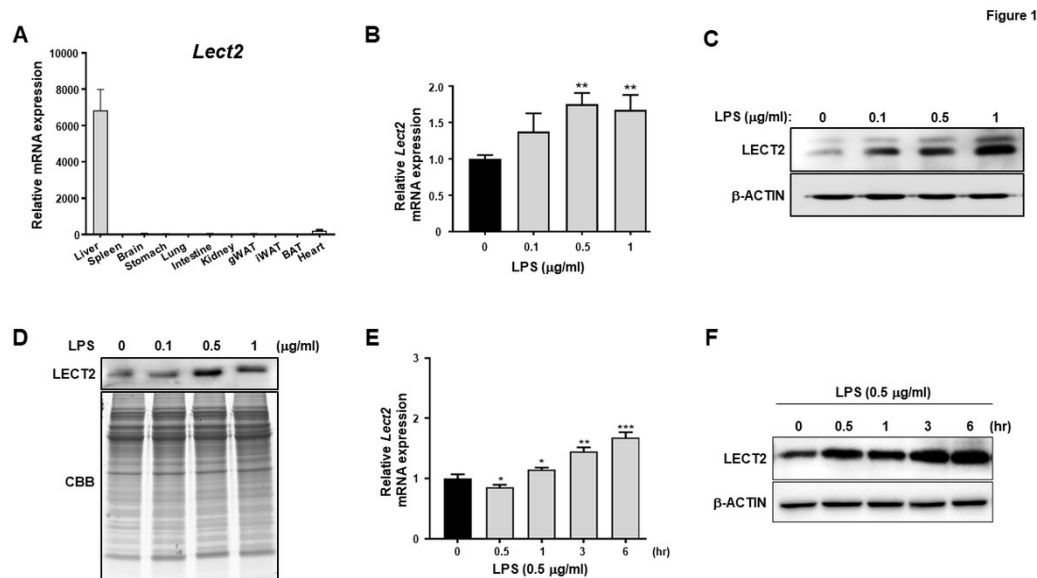 Figure 1
A
Lect2
Relative mRNA expression
10000
8000
6000
4000
2000
0
Liver
Spleen
Brain
Stomach
Lung
Intestine
Kidney
gWAT
iWAT
BAT
Heart
B
Relative Lect2
mRNA expression
2.0
1.5
1.0
0.5
0.0
** **
0 0.1 0.5 1
LPS (μg/ml)
C
LPS (μg/ml): 0 0.1 0.5 1
LECT2
β-ACTIN
D
LPS 0 0.1 0.5 1 (μg/ml)
LECT2
CBB
E
Relative Lect2
mRNA expression
3
2
1
0
* * ** ***
0 0.5 1 3 6 (hr)
LPS (0.5 μg/ml)
F
LPS (0.5 μg/ml)
0 0.5 1 3 6 (hr)
LECT2
β-ACTIN